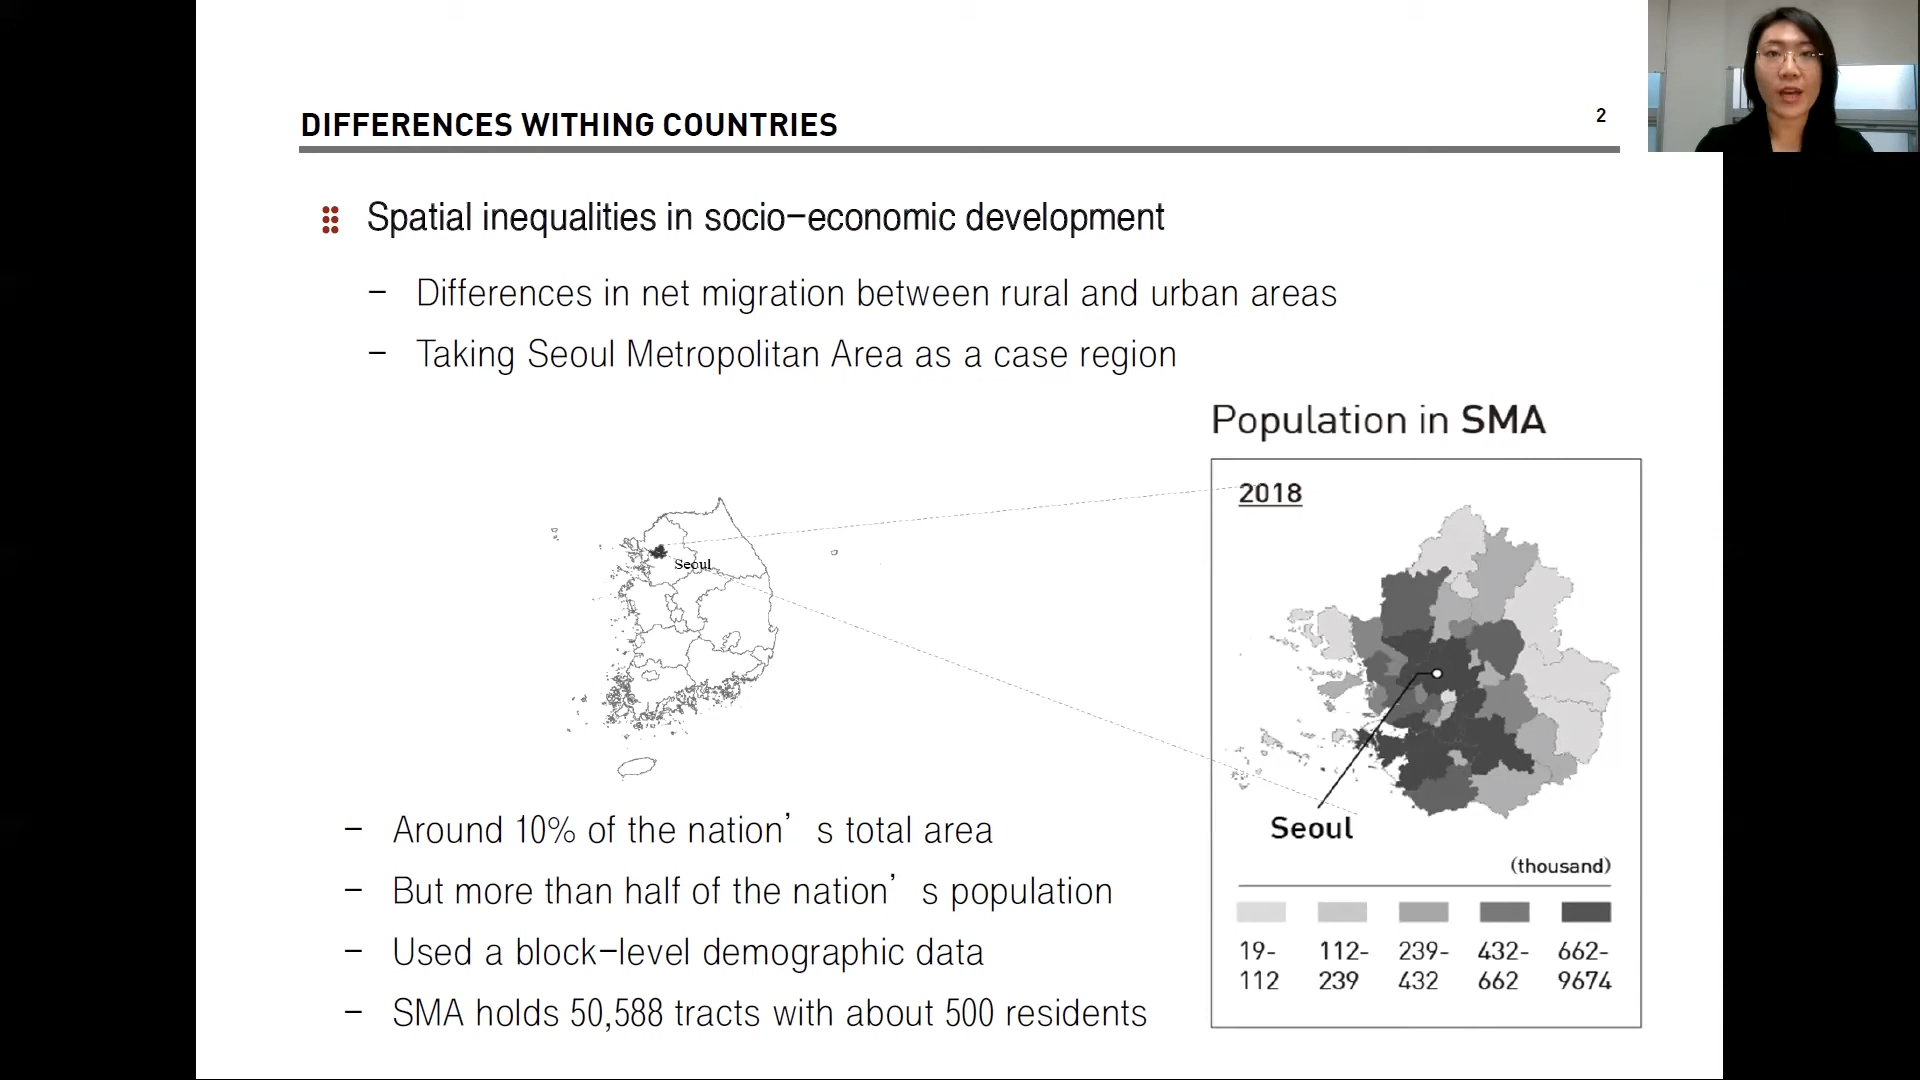 DIFFERENCES WITHING COUNTRIES
2
Spatial inequalities in socio-economic development
- Differences in net migration between rural and urban areas
- Taking Seoul Metropolitan Area as a case region
Population in SMA
2018
Seoul
Seoul
(thousand)
19-112
112-239
239-432
432-662
662-9674
- Around 10% of the nation's total area
- But more than half of the nation's population
- Used a block-level demographic data
- SMA holds 50,588 tracts with about 500 residents